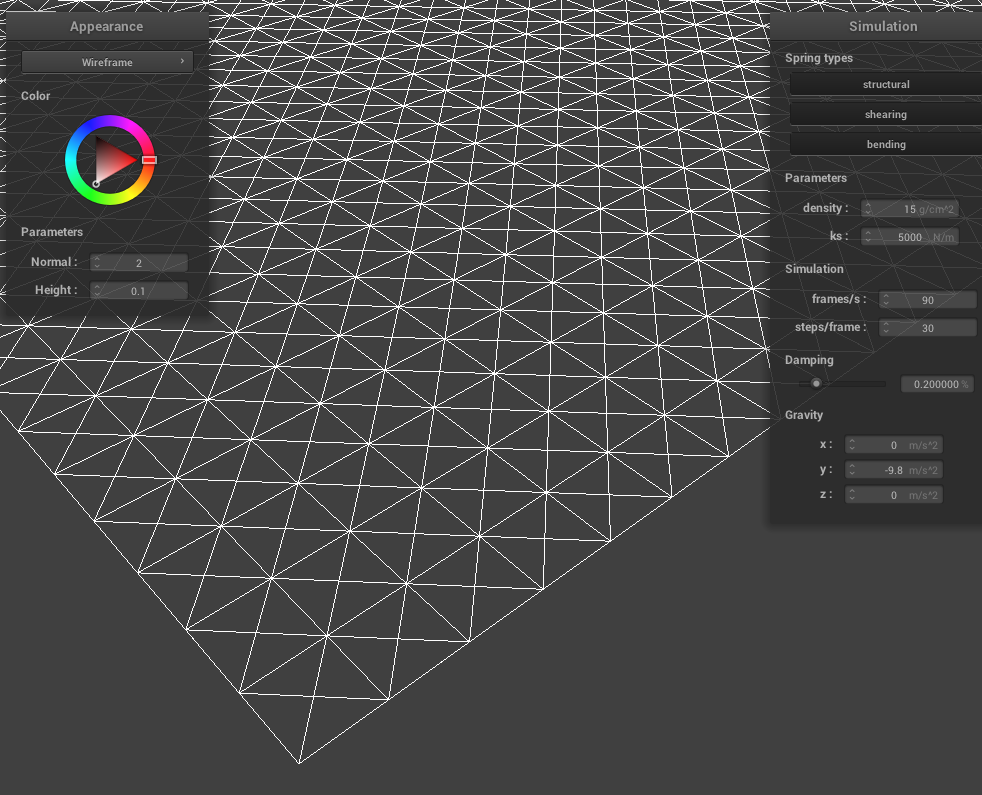 Appearance
Wireframe ›
Color
Parameters
Normal : 2
Height : 0.1
Simulation
Spring types
structural
shearing
bending
Parameters
density : 15 g/cm^2
ks : 5000 N/m
Simulation
frames/s : 90
steps/frame : 30
Damping
0.200000 %
Gravity
x : 0 m/s^2
y : -9.8 m/s^2
z : 0 m/s^2